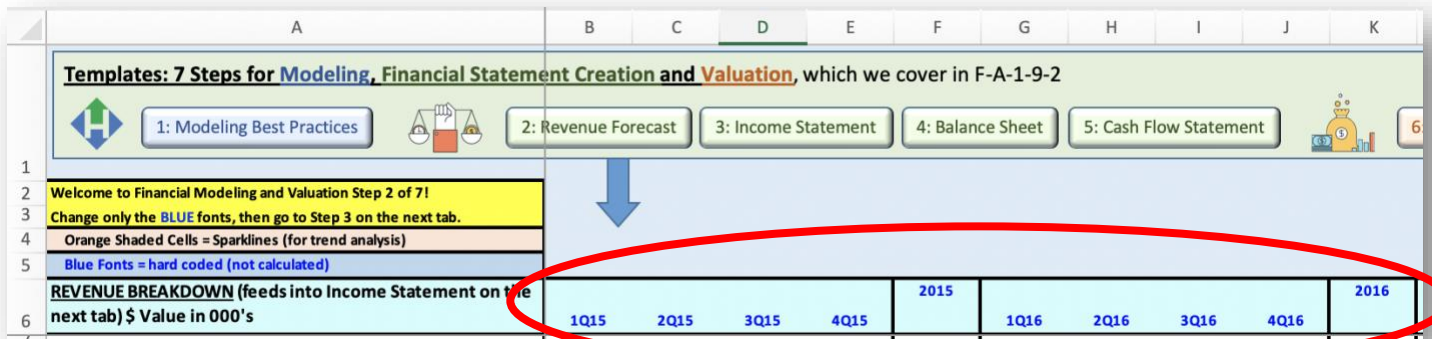 A B C D E F G H I J K
Templates: 7 Steps for Modeling, Financial Statement Creation and Valuation, which we cover in F-A-1-9-2
1: Modeling Best Practices 2: Revenue Forecast 3: Income Statement 4: Balance Sheet 5: Cash Flow Statement 6:
1
2 Welcome to Financial Modeling and Valuation Step 2 of 7!
3 Change only the BLUE fonts, then go to Step 3 on the next tab.
4 Orange Shaded Cells = Sparklines (for trend analysis)
5 Blue Fonts = hard coded (not calculated)
REVENUE BREAKDOWN (feeds into Income Statement on the 2015 2016
6 next tab) $ Value in 000's 1Q15 2Q15 3Q15 4Q15 1Q16 2Q16 3Q16 4Q16